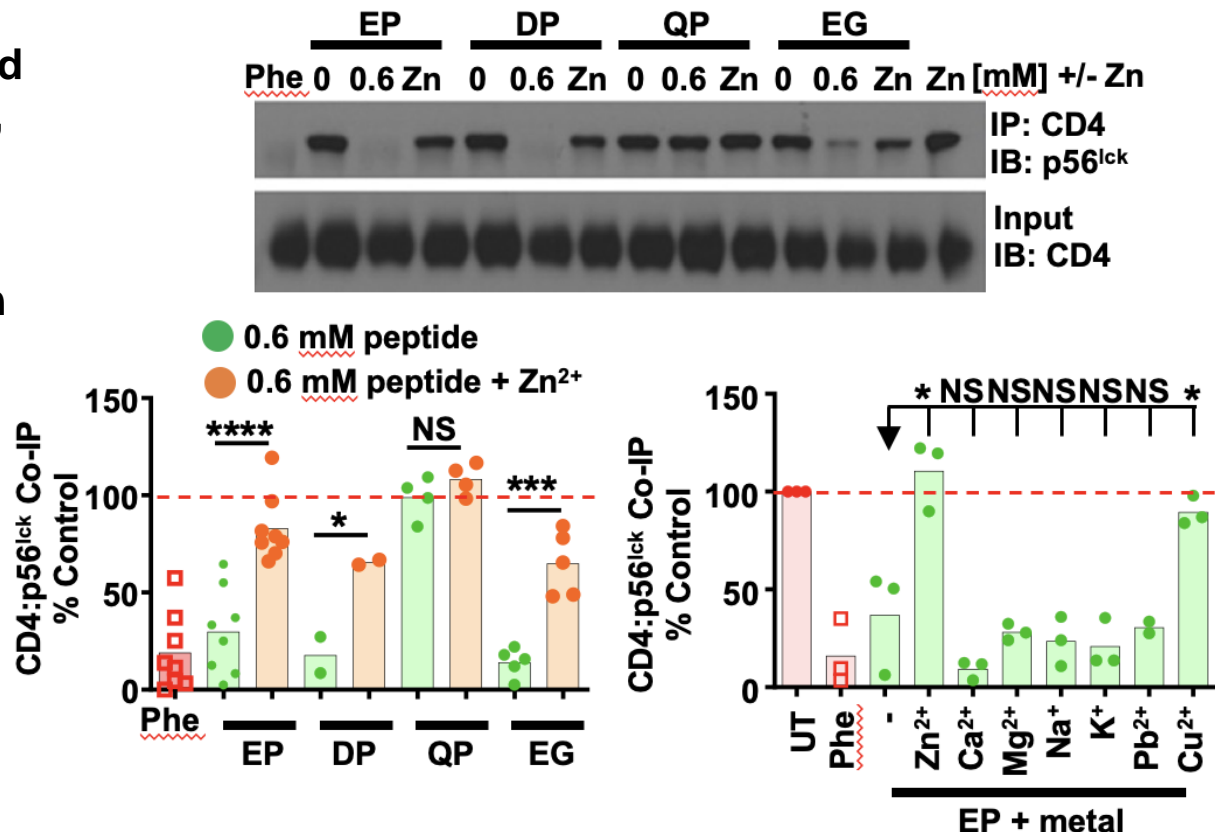 d
EP DP QP EG
Phe 0 0.6 Zn 0 0.6 Zn 0 0.6 Zn 0 0.6 Zn Zn [mM] +/- Zn
IP: CD4
IB: p56lck
Input
IB: CD4
n
0.6 mM peptide
0.6 mM peptide + Zn2+
CD4:p56lck Co-IP
% Control
150
100
50
0
****
*
NS
***
Phe
EP DP QP EG
CD4:p56lck Co-IP
% Control
150
100
50
0
* NS NS NS NS NS *
UT
Phe
-
Zn2+
Ca2+
Mg2+
Na+
K+
Pb2+
Cu2+
EP + metal